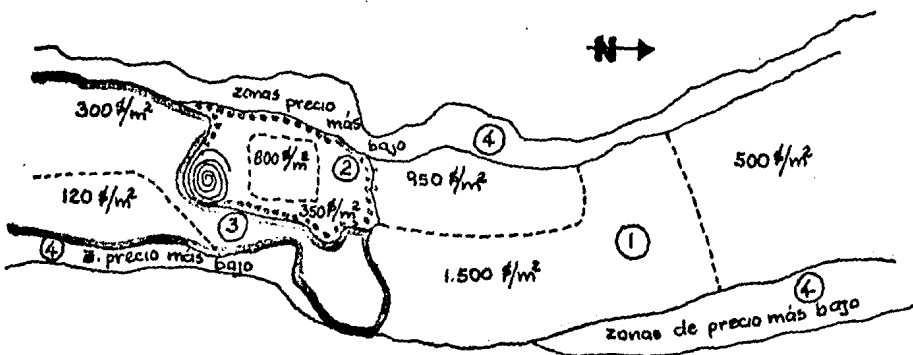 N
zonas precio
más
bajo
4
300 $/m²
800 $/m²
2
950 $/m²
500 $/m²
120 $/m²
350 $/m²
3
1
4
z. precio más
bajo
1.500 $/m²
4
zonas de precio más bajo